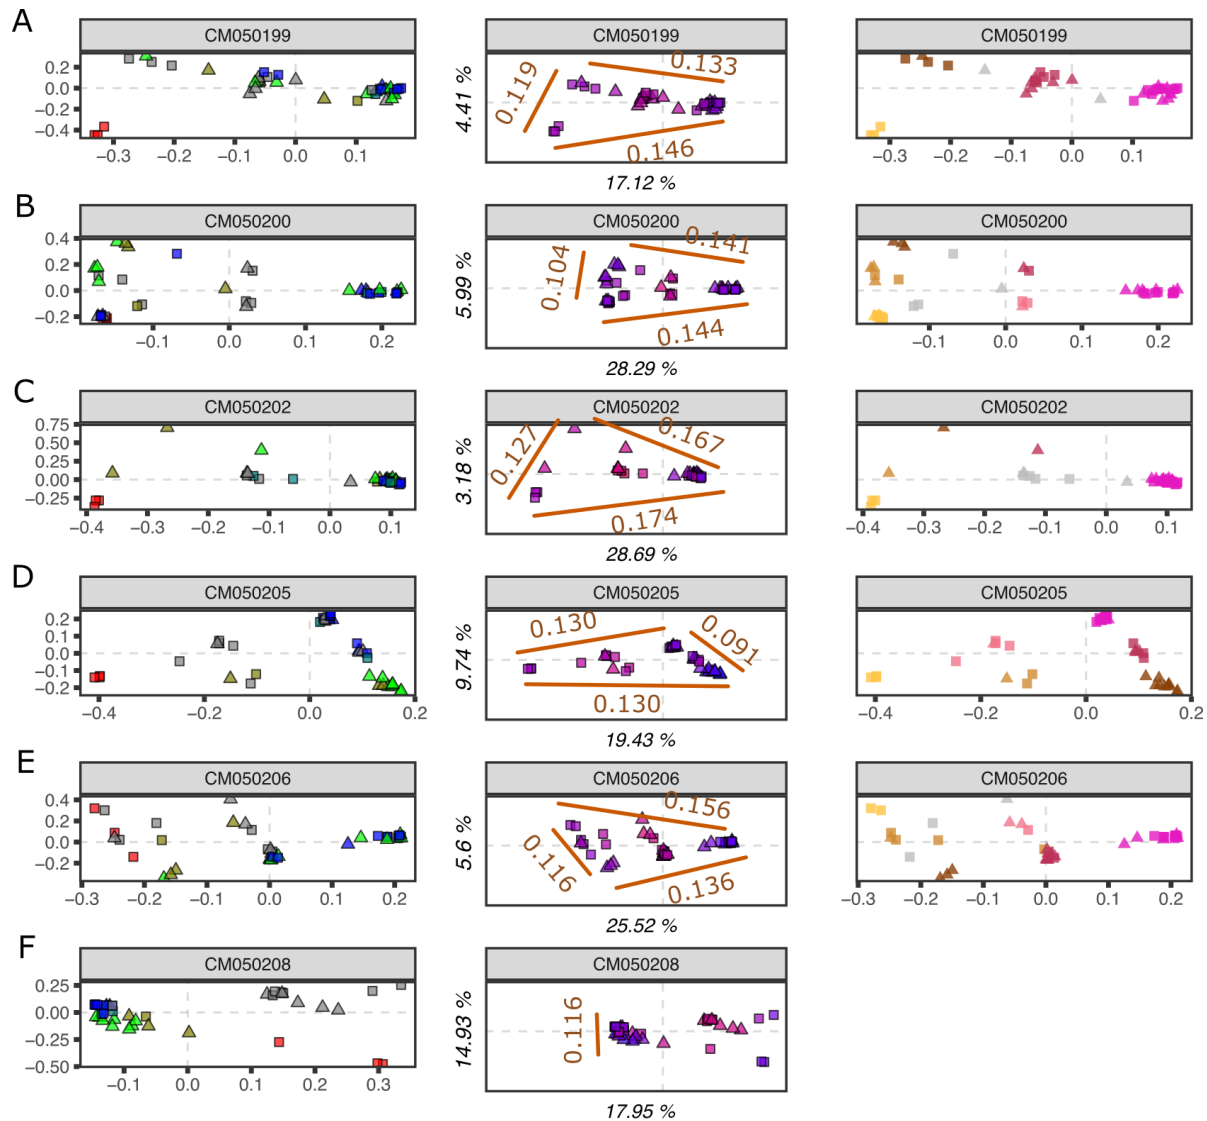 A
CM050199
CM050199
CM050199
0.2
0.0
−0.2
−0.4
−0.3 −0.2 −0.1 0.0 0.1
4.41 %
0.119
0.133
0.146
17.12 %
−0.3 −0.2 −0.1 0.0 0.1
B
CM050200
CM050200
CM050200
0.4
0.2
0.0
−0.2
−0.1 0.0 0.1 0.2
5.99 %
0.104
0.141
0.144
28.29 %
−0.1 0.0 0.1 0.2
C
CM050202
CM050202
CM050202
0.75
0.50
0.25
0.00
−0.25
−0.4 −0.3 −0.2 −0.1 0.0 0.1
3.18 %
0.127
0.167
0.174
28.69 %
−0.4 −0.3 −0.2 −0.1 0.0 0.1
D
CM050205
CM050205
CM050205
0.2
0.1
0.0
−0.1
−0.2
−0.4 −0.2 0.0 0.2
9.74 %
0.130
0.091
0.130
19.43 %
−0.4 −0.2 0.0 0.2
E
CM050206
CM050206
CM050206
0.4
0.2
0.0
−0.2
−0.3 −0.2 −0.1 0.0 0.1 0.2
5.6 %
0.116
0.156
0.136
25.52 %
−0.3 −0.2 −0.1 0.0 0.1 0.2
F
CM050208
CM050208
0.25
0.00
−0.25
−0.50
−0.1 0.0 0.1 0.2 0.3
14.93 %
0.116
17.95 %